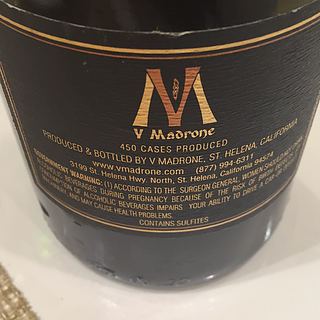 V Madrone
450 CASES PRODUCED
PRODUCED & BOTTLED BY V MADRONE, ST. HELENA, CALIFORNIA
www.vmadrone.com (877) 994-6311
3199 St. Helena Hwy. North, St. Helena, California 94574
GOVERNMENT WARNING: (1) ACCORDING TO THE SURGEON GENERAL, WOMEN SHOULD NOT DRINK
ALCOHOLIC BEVERAGES DURING PREGNANCY BECAUSE OF THE RISK OF BIRTH DEFECTS.
CONSUMPTION OF ALCOHOLIC BEVERAGES IMPAIRS YOUR ABILITY TO DRIVE A CAR OR OPERATE
MACHINERY, AND MAY CAUSE HEALTH PROBLEMS.
CONTAINS SULFITES